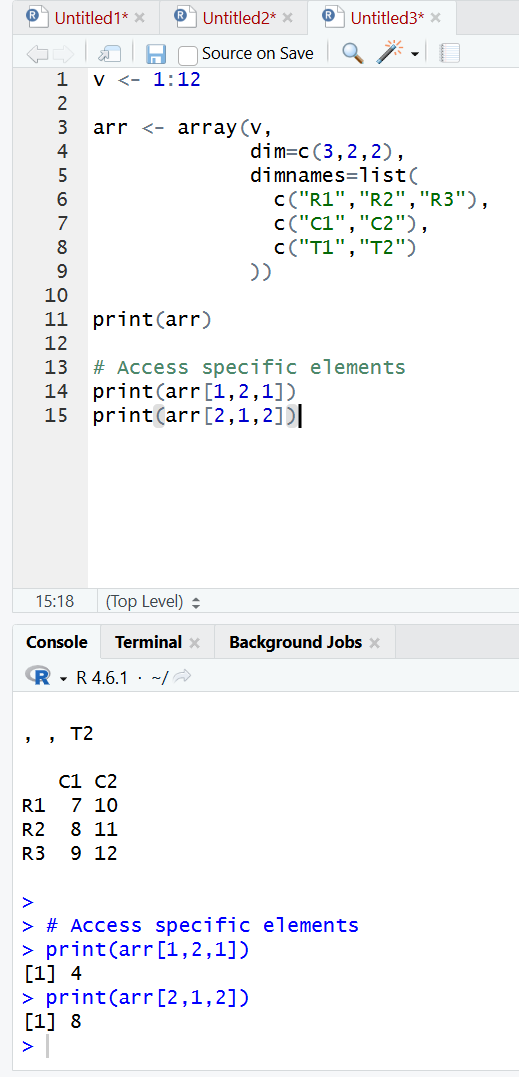 Untitled1* Untitled2* Untitled3*
Source on Save
1 v <- 1:12
2
3 arr <- array(v,
4              dim=c(3,2,2),
5              dimnames=list(
6                c("R1","R2","R3"),
7                c("C1","C2"),
8                c("T1","T2")
9              ))
10
11 print(arr)
12
13 # Access specific elements
14 print(arr[1,2,1])
15 print(arr[2,1,2])
15:18 (Top Level)
Console Terminal Background Jobs
R 4.6.1 · ~/
, , T2
   C1 C2
R1  7 10
R2  8 11
R3  9 12
>
> # Access specific elements
> print(arr[1,2,1])
[1] 4
> print(arr[2,1,2])
[1] 8
>